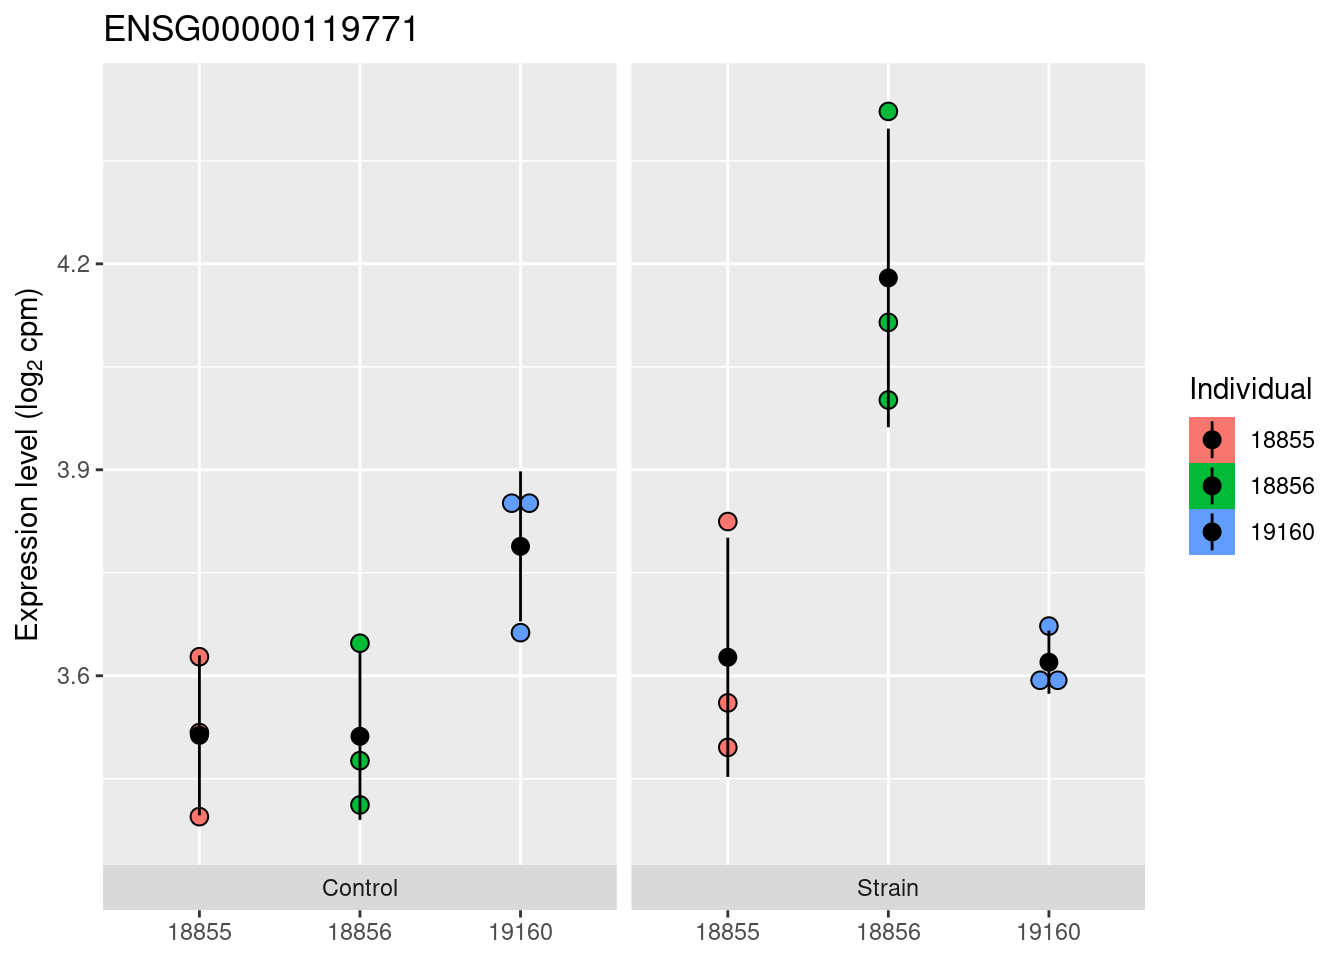 ENSG00000119771
Expression level (log₂ cpm)
4.2
3.9
3.6
Control
Strain
18855
18856
19160
18855
18856
19160
Individual
18855
18856
19160